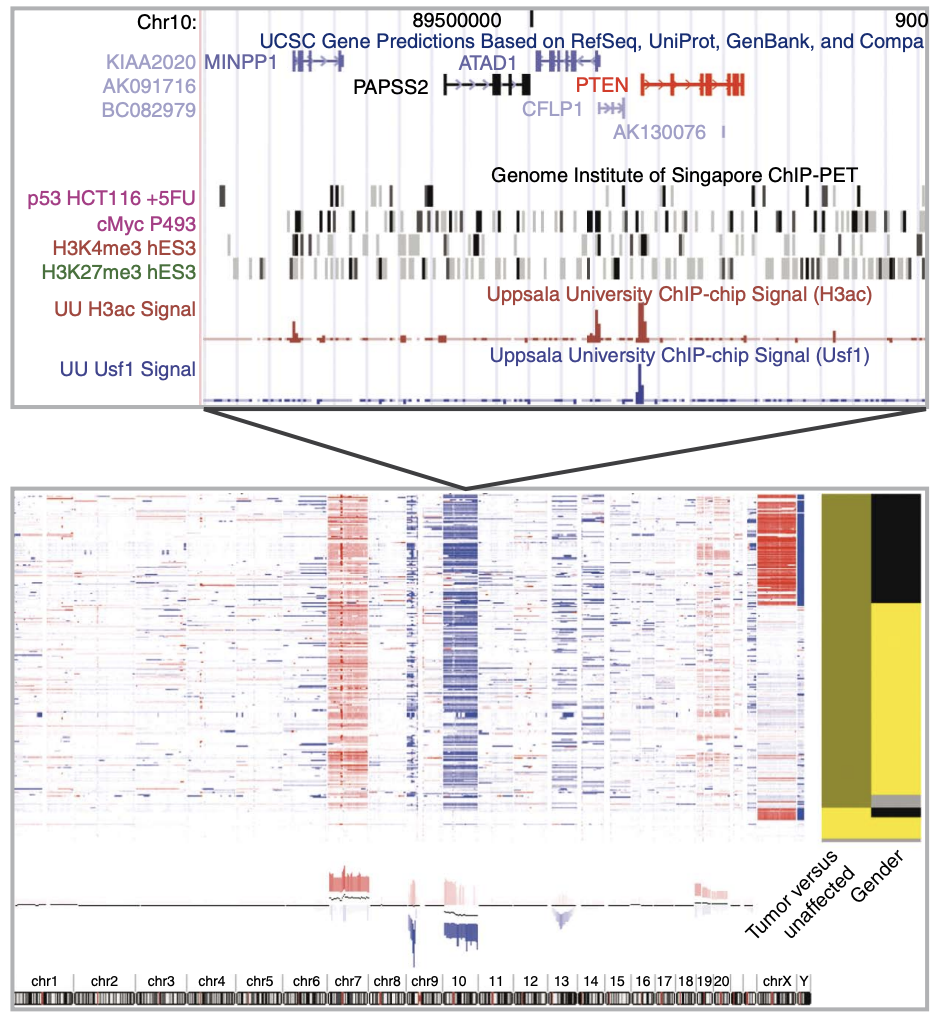 Chr10: 89500000 900
UCSC Gene Predictions Based on RefSeq, UniProt, GenBank, and Compa
KIAA2020 MINPP1 ATAD1
AK091716 PAPSS2 PTEN
BC082979 CFLP1
AK130076
Genome Institute of Singapore ChIP-PET
p53 HCT116 +5FU
cMyc P493
H3K4me3 hES3
H3K27me3 hES3
Uppsala University ChIP-chip Signal (H3ac)
UU H3ac Signal
Uppsala University ChIP-chip Signal (Usf1)
UU Usf1 Signal
Tumor versus
unaffected
Gender
chr1 chr2 chr3 chr4 chr5 chr6 chr7 chr8 chr9 10 11 12 13 14 15 16 17 18 19 20 chrX Y